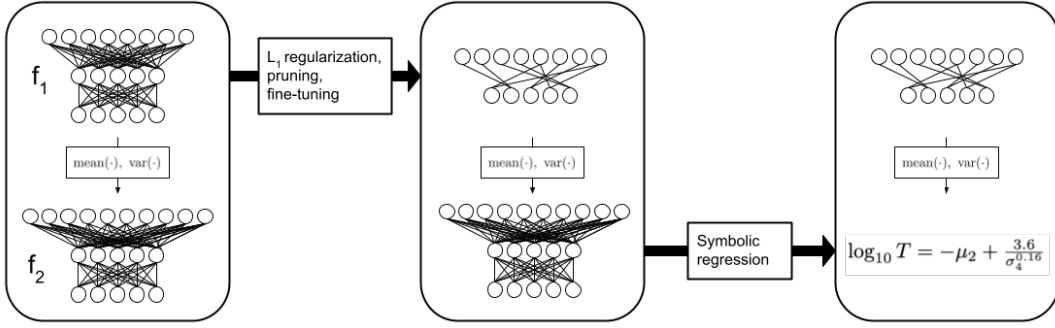 f₁
L₁ regularization,
pruning,
fine-tuning
mean(·), var(·)
mean(·), var(·)
mean(·), var(·)
f₂
Symbolic
regression
log₁₀ T = −μ₂ + 3.6/σ₄^0.16